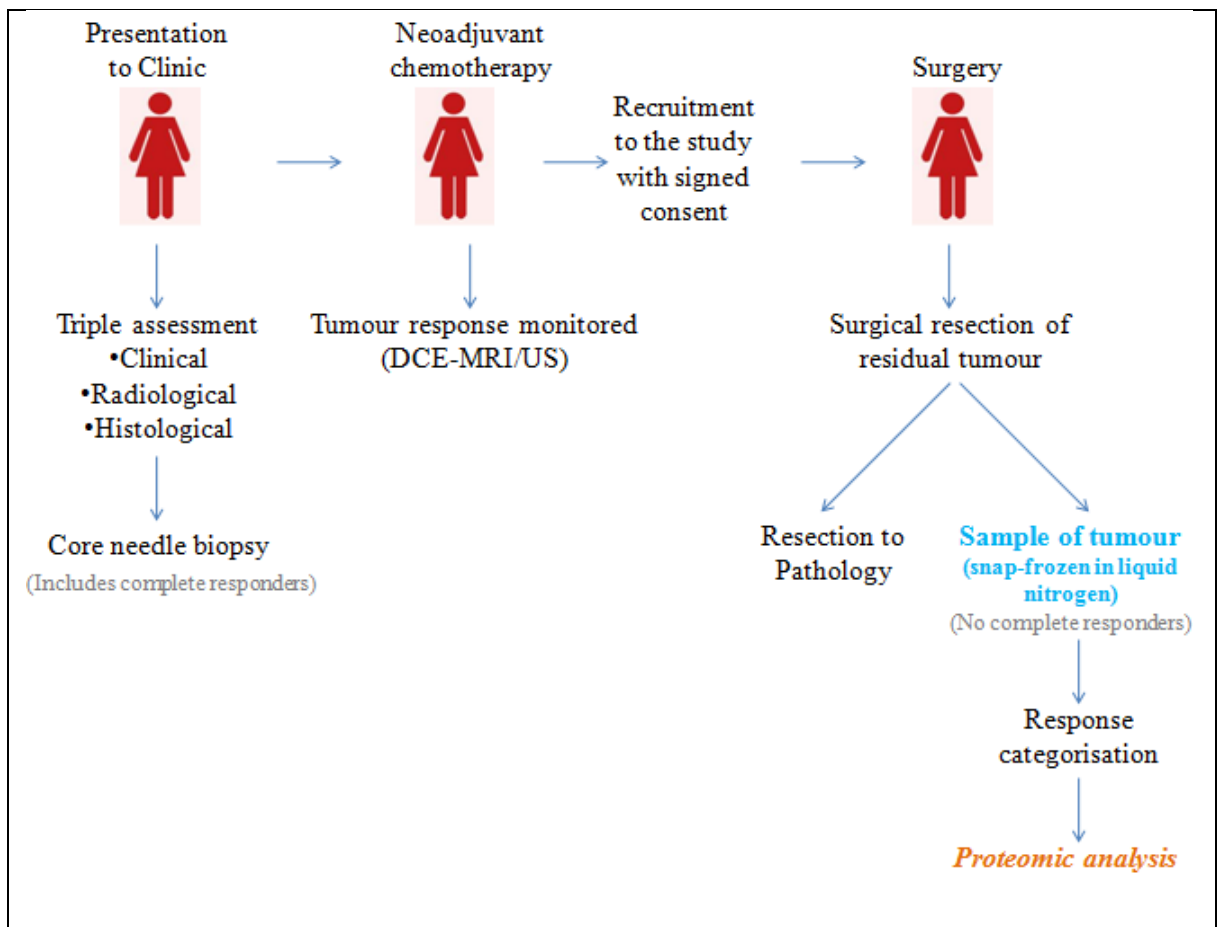 Presentation
to Clinic
Neoadjuvant
chemotherapy
Recruitment
to the study
with signed
consent
Surgery
Triple assessment
•Clinical
•Radiological
•Histological
Core needle biopsy
(Includes complete responders)
Tumour response monitored
(DCE-MRI/US)
Surgical resection of
residual tumour
Resection to
Pathology
Sample of tumour
(snap-frozen in liquid
nitrogen)
(No complete responders)
Response
categorisation
Proteomic analysis